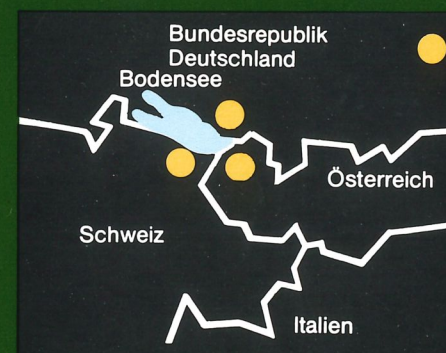 Bundesrepublik
Deutschland
Bodensee
Österreich
Schweiz
Italien